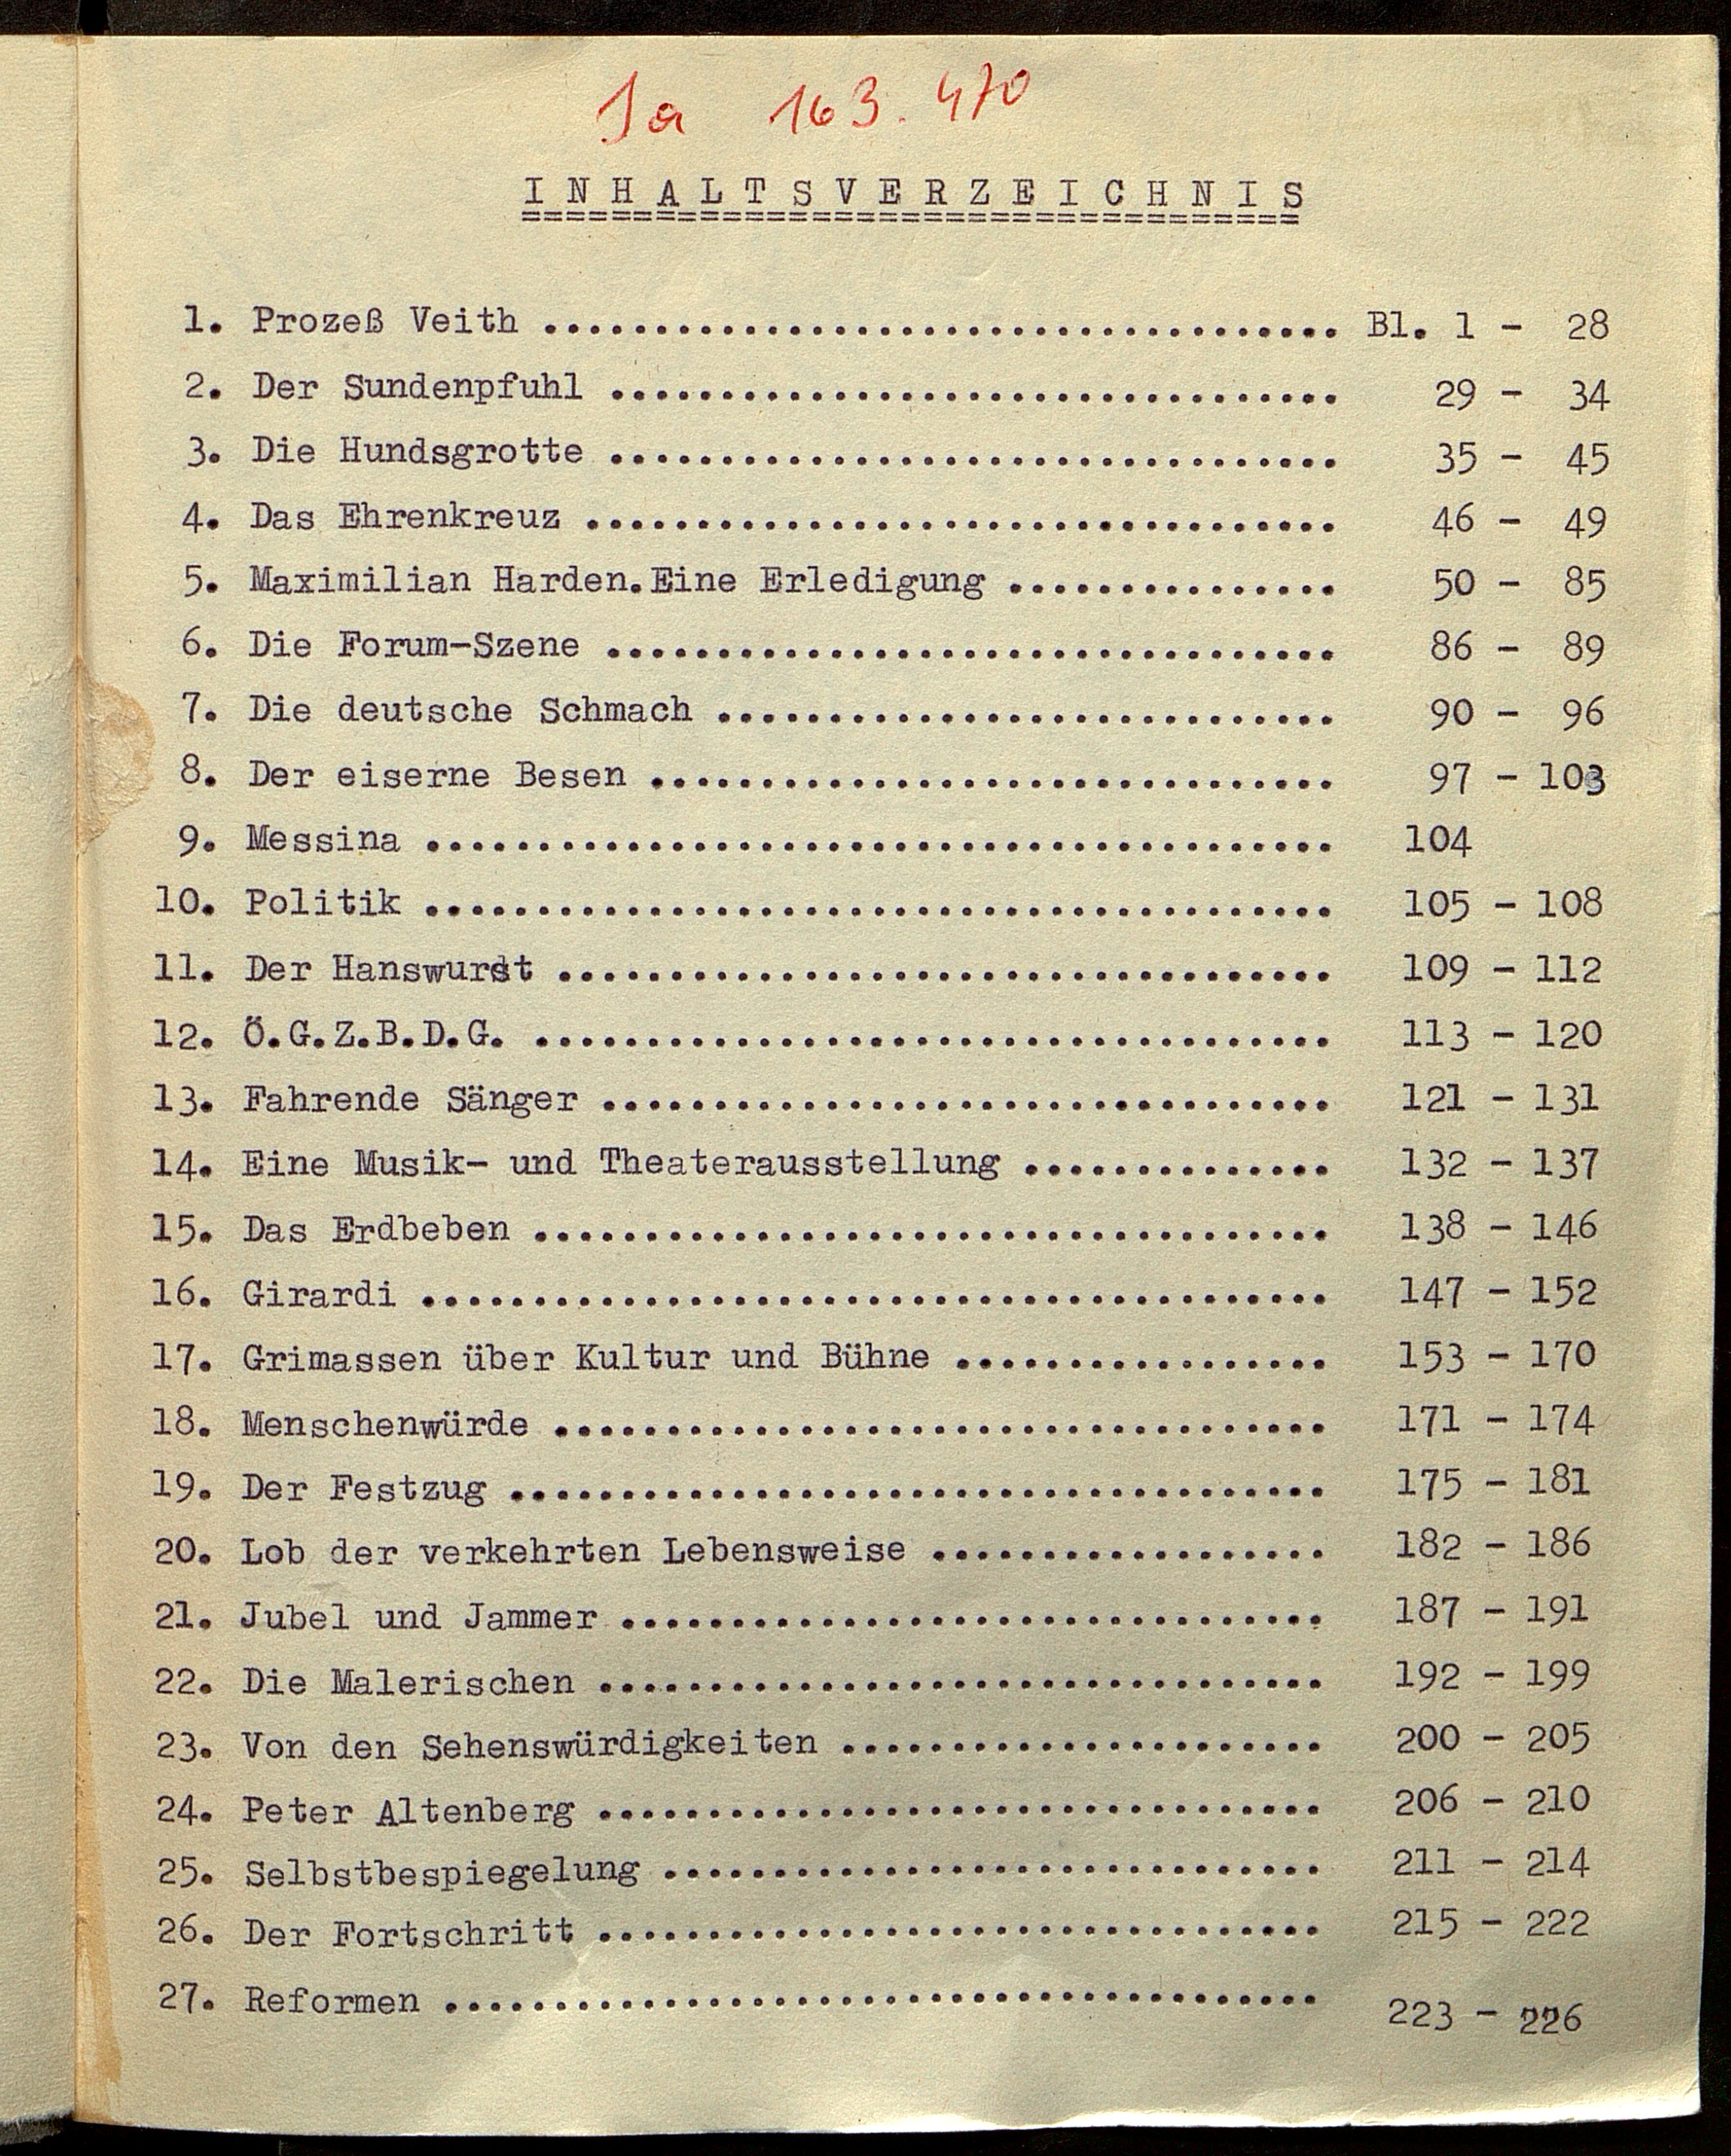 Ja 163.470
INHALTSVERZEICHNIS
1. Prozeß Veith .................................... Bl. 1 - 28
2. Der Sundenpfuhl ................................. 29 - 34
3. Die Hundsgrotte ................................. 35 - 45
4. Das Ehrenkreuz .................................. 46 - 49
5. Maximilian Harden.Eine Erledigung ............... 50 - 85
6. Die Forum-Szene ................................. 86 - 89
7. Die deutsche Schmach ............................ 90 - 96
8. Der eiserne Besen ............................... 97 - 103
9. Messina ......................................... 104
10. Politik ......................................... 105 - 108
11. Der Hanswurst ................................... 109 - 112
12. Ö.G.Z.B.D.G. .................................... 113 - 120
13. Fahrende Sänger ................................. 121 - 131
14. Eine Musik- und Theaterausstellung .............. 132 - 137
15. Das Erdbeben .................................... 138 - 146
16. Girardi ......................................... 147 - 152
17. Grimassen über Kultur und Bühne ................. 153 - 170
18. Menschenwürde ................................... 171 - 174
19. Der Festzug ..................................... 175 - 181
20. Lob der verkehrten Lebensweise .................. 182 - 186
21. Jubel und Jammer ................................ 187 - 191
22. Die Malerischen ................................. 192 - 199
23. Von den Sehenswürdigkeiten ...................... 200 - 205
24. Peter Altenberg ................................. 206 - 210
25. Selbstbespiegelung .............................. 211 - 214
26. Der Fortschritt ................................. 215 - 222
27. Reformen ........................................ 223 - 226